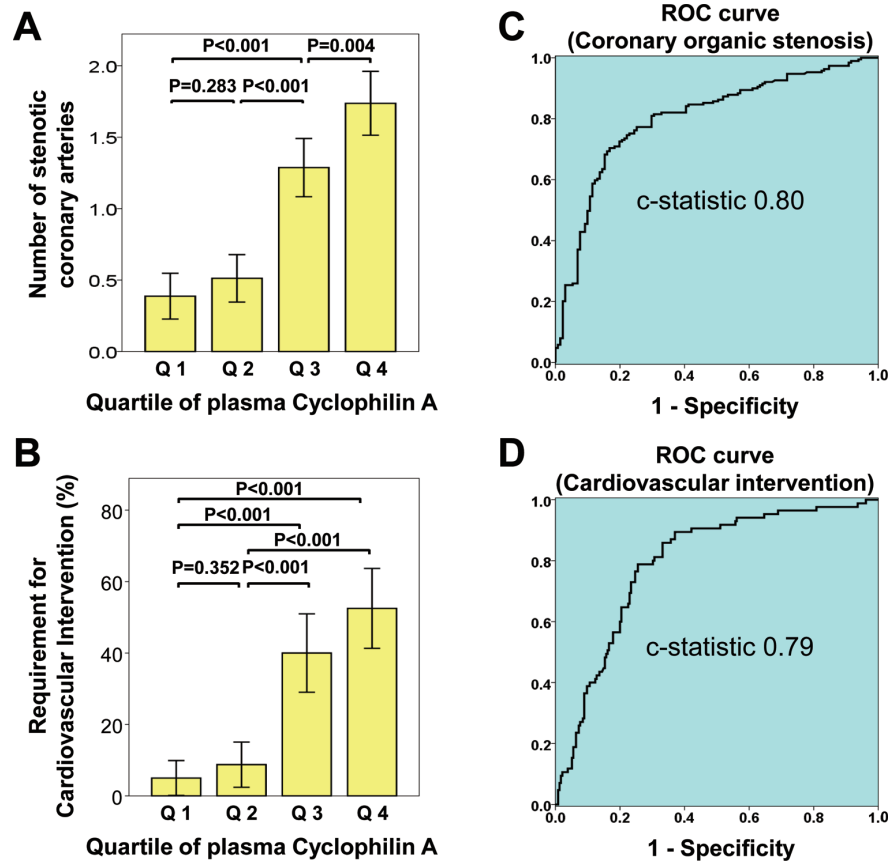 A
P<0.001
P=0.004
P=0.283
P<0.001
Number of stenotic
coronary arteries
2.0
1.5
1.0
0.5
0.0
Q 1
Q 2
Q 3
Q 4
Quartile of plasma Cyclophilin A
C
ROC curve
(Coronary organic stenosis)
1.0
0.8
0.6
0.4
0.2
0.0
c-statistic 0.80
0.0
0.2
0.4
0.6
0.8
1.0
1 - Specificity
B
P<0.001
P<0.001
P<0.001
P=0.352
P<0.001
Requirement for
Cardiovascular Intervention (%)
80
60
40
20
0
Q 1
Q 2
Q 3
Q 4
Quartile of plasma Cyclophilin A
D
ROC curve
(Cardiovascular intervention)
1.0
0.8
0.6
0.4
0.2
0.0
c-statistic 0.79
0.0
0.2
0.4
0.6
0.8
1.0
1 - Specificity